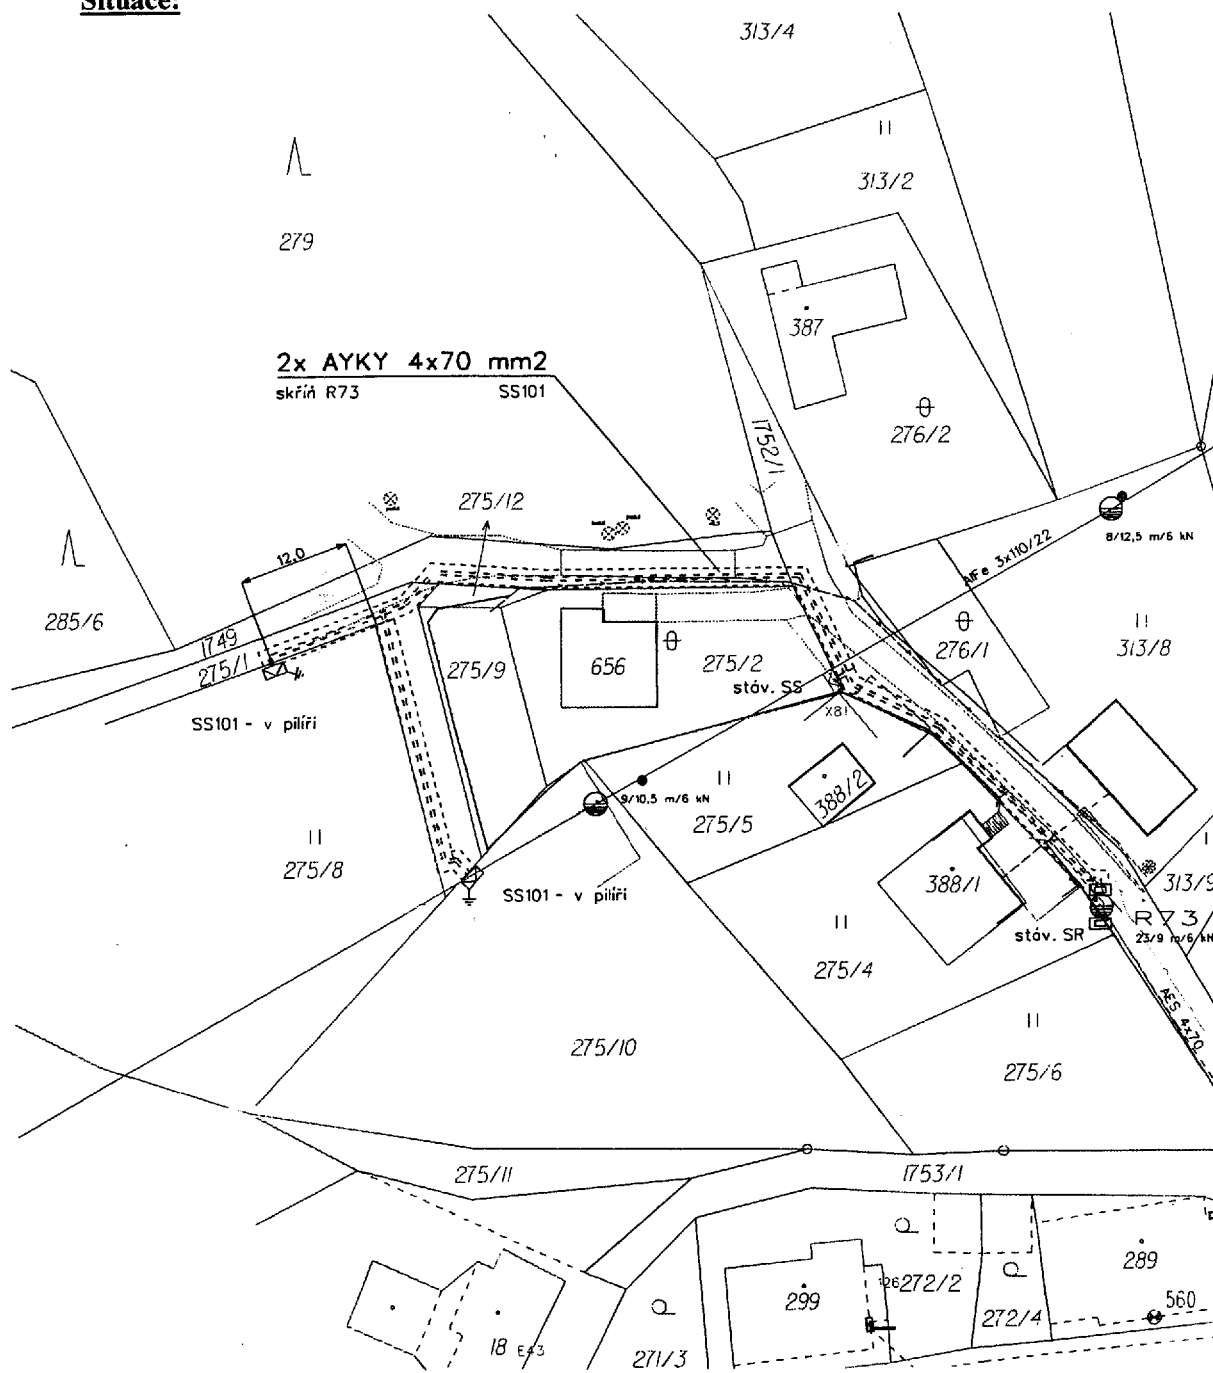 Situace:
313/4
313/2
279
387
2x AYKY 4x70 mm2
skříň R73 SS101
276/2
1752/1
275/12
8/12,5 m/6 kN
AlFe 3x110/22
12.0
285/6
1749
275/1
275/9
656
275/2
276/1
313/8
stáv. SS
SS101 - v pilíři
X81
9/10,5 m/6 kN
388/2
275/5
275/8
SS101 - v pilíři
388/1
313/9
R73/
23/9 m/6 kN
stáv. SR
275/4
AES 4x70
275/10
275/6
275/11
1753/1
289
126
272/2
299
272/4
560
18 E43
271/3